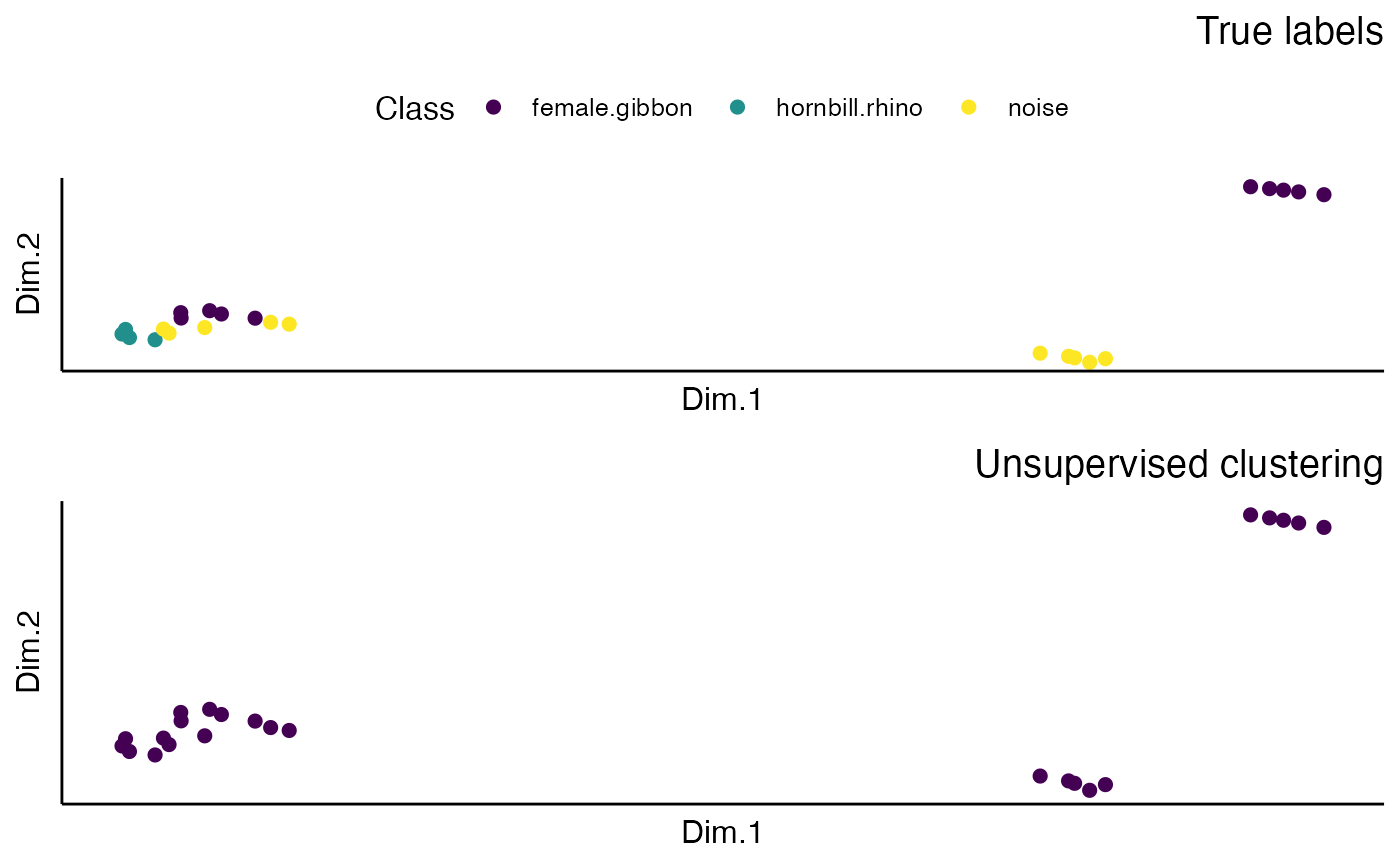 True labels
Class female.gibbon hornbill.rhino noise
Dim.2
Dim.1
Unsupervised clustering
Dim.2
Dim.1